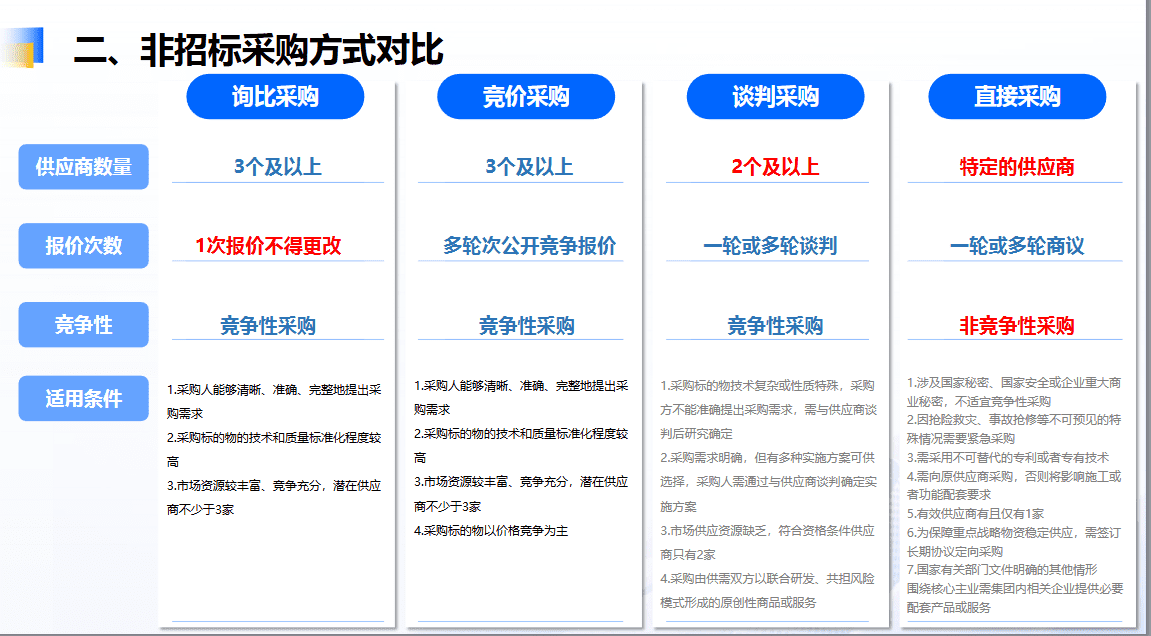 二、非招标采购方式对比
询比采购
竞价采购
谈判采购
直接采购
供应商数量
3个及以上
3个及以上
2个及以上
特定的供应商
报价次数
1次报价不得更改
多轮次公开竞争报价
一轮或多轮谈判
一轮或多轮商议
竞争性
竞争性采购
竞争性采购
竞争性采购
非竞争性采购
适用条件
1.采购人能够清晰、准确、完整地提出采
购需求
2.采购标的物的技术和质量标准化程度较
高
3.市场资源较丰富、竞争充分，潜在供应
商不少于3家
1.采购人能够清晰、准确、完整地提出采
购需求
2.采购标的物的技术和质量标准化程度较
高
3.市场资源较丰富、竞争充分，潜在供应
商不少于3家
4.采购标的物以价格竞争为主
1.采购标的物技术复杂或性质特殊，采购
方不能准确提出采购需求，需与供应商谈
判后研究确定
2.采购需求明确，但有多种实施方案可供
选择，采购人需通过与供应商谈判确定实
施方案
3.市场供应资源缺乏，符合资格条件供应
商只有2家
4.采购由供需双方以联合研发、共担风险
模式形成的原创性商品或服务
1.涉及国家秘密、国家安全或企业重大商
业秘密，不适宜竞争性采购
2.因抢险救灾、事故抢修等不可预见的特
殊情况需要紧急采购
3.需采用不可替代的专利或者专有技术
4.需向原供应商采购，否则将影响施工或
者功能配套要求
5.有效供应商有且仅有1家
6.为保障重点战略物资稳定供应，需签订
长期协议定向采购
7.国家有关部门文件明确的其他情形
围绕核心主业需集团内相关企业提供必要
配套产品或服务